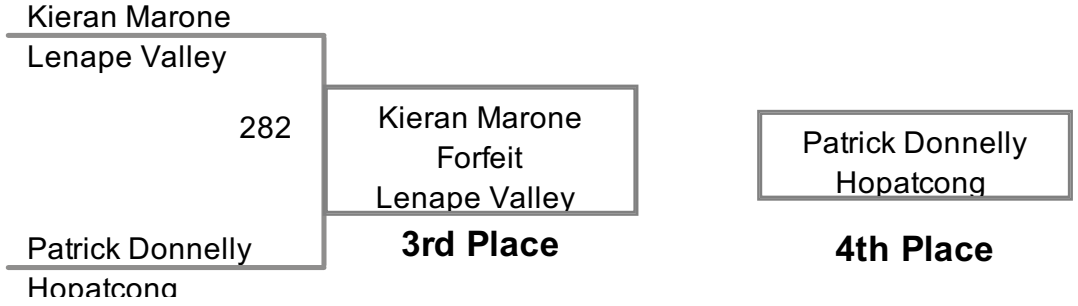 Kieran Marone
Lenape Valley
282
Kieran Marone
Forfeit
Lenape Valley
3rd Place
Patrick Donnelly
Hopatcong
4th Place
Patrick Donnelly
Hopatcong